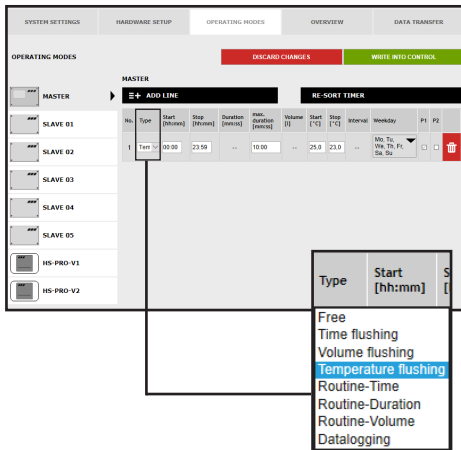 SYSTEM SETTINGS HARDWARE SETUP OPERATING MODES OVERVIEW DATA TRANSFER
OPERATING MODES DISCARD CHANGES WRITE INTO CONTROL
MASTER
MASTER
ADD LINE RE-SORT TIMER
No. Type Start [hh:mm] Stop [hh:mm] Duration [mm:ss] max. duration [mm:ss] Volume [l] Start [°C] Stop [°C] Interval Weekday P1 P2
1 Tem 00:00 23:59 -- 10:00 -- 25,0 23,0 -- Mo, Tu, We, Th, Fr, Sa, Su
SLAVE 01
SLAVE 02
SLAVE 03
SLAVE 04
SLAVE 05
HS-PRO-V1
HS-PRO-V2
Type Start [hh:mm] S [
Free
Time flushing
Volume flushing
Temperature flushing
Routine-Time
Routine-Duration
Routine-Volume
Datalogging